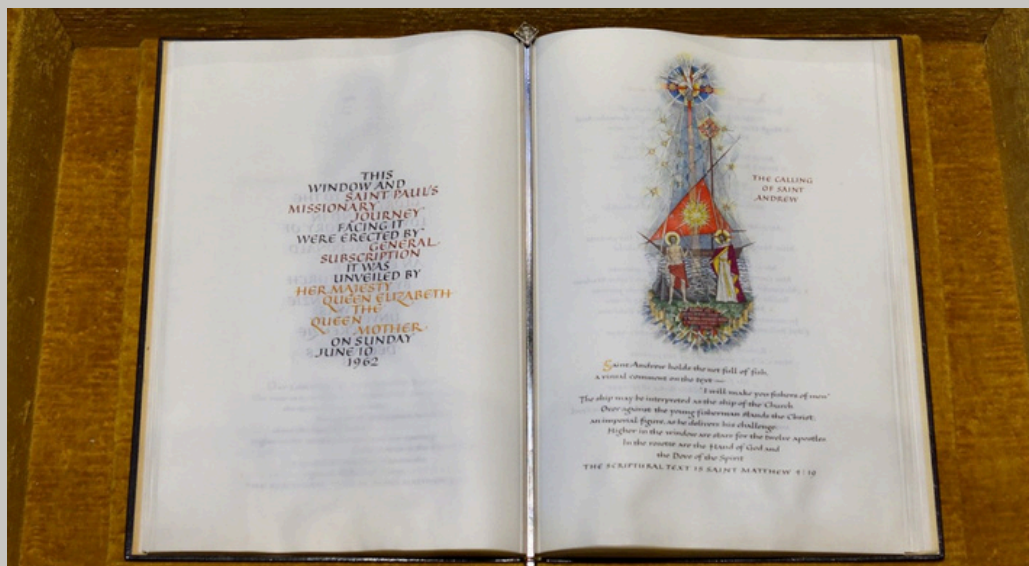 THIS
WINDOW AND
SAINT PAUL'S
MISSIONARY
JOURNEY
FACING IT
WERE ERECTED BY
GENERAL
SUBSCRIPTION
IT WAS
UNVEILED BY
HER MAJESTY
QUEEN ELIZABETH
THE
QUEEN
MOTHER
ON SUNDAY
JUNE 10
1962
THE CALLING
OF SAINT
ANDREW
Saint Andrew holds the net full of fish,
a visual comment on the text —
"I will make you fishers of men"
The ship may be interpreted as the ship of the Church
Over against the young fisherman stands the Christ,
an imperial figure, as he delivers his challenge.
Higher in the window are stars for the twelve apostles
In the rosette are the Hand of God and
the Dove of the Spirit
THE SCRIPTURAL TEXT IS SAINT MATTHEW 4:19